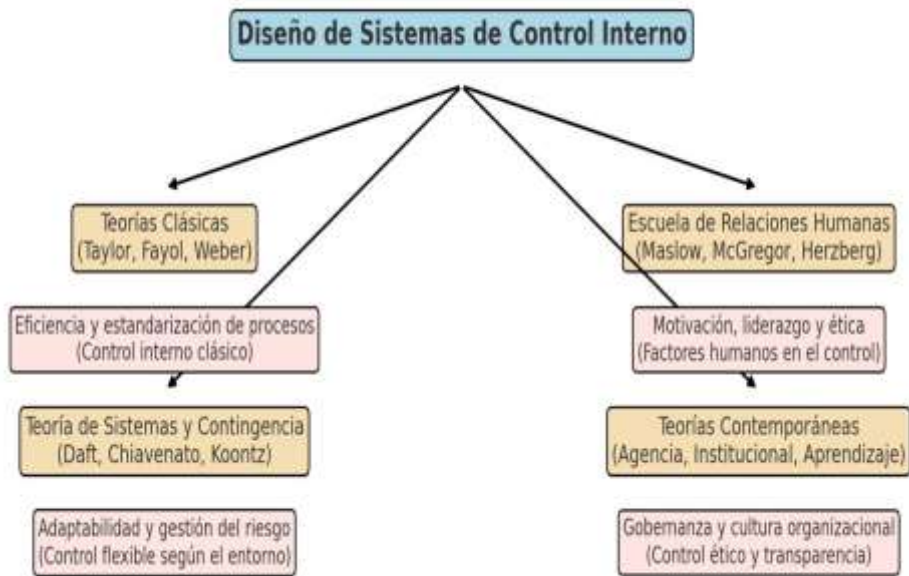 Diseño de Sistemas de Control Interno
Teorías Clásicas
(Taylor, Fayol, Weber)
Escuela de Relaciones Humanas
(Maslow, McGregor, Herzberg)
Eficiencia y estandarización de procesos
(Control interno clásico)
Motivación, liderazgo y ética
(Factores humanos en el control)
Teoría de Sistemas y Contingencia
(Daft, Chiavenato, Koontz)
Teorías Contemporáneas
(Agencia, Institucional, Aprendizaje)
Adaptabilidad y gestión del riesgo
(Control flexible según el entorno)
Gobernanza y cultura organizacional
(Control ético y transparencia)